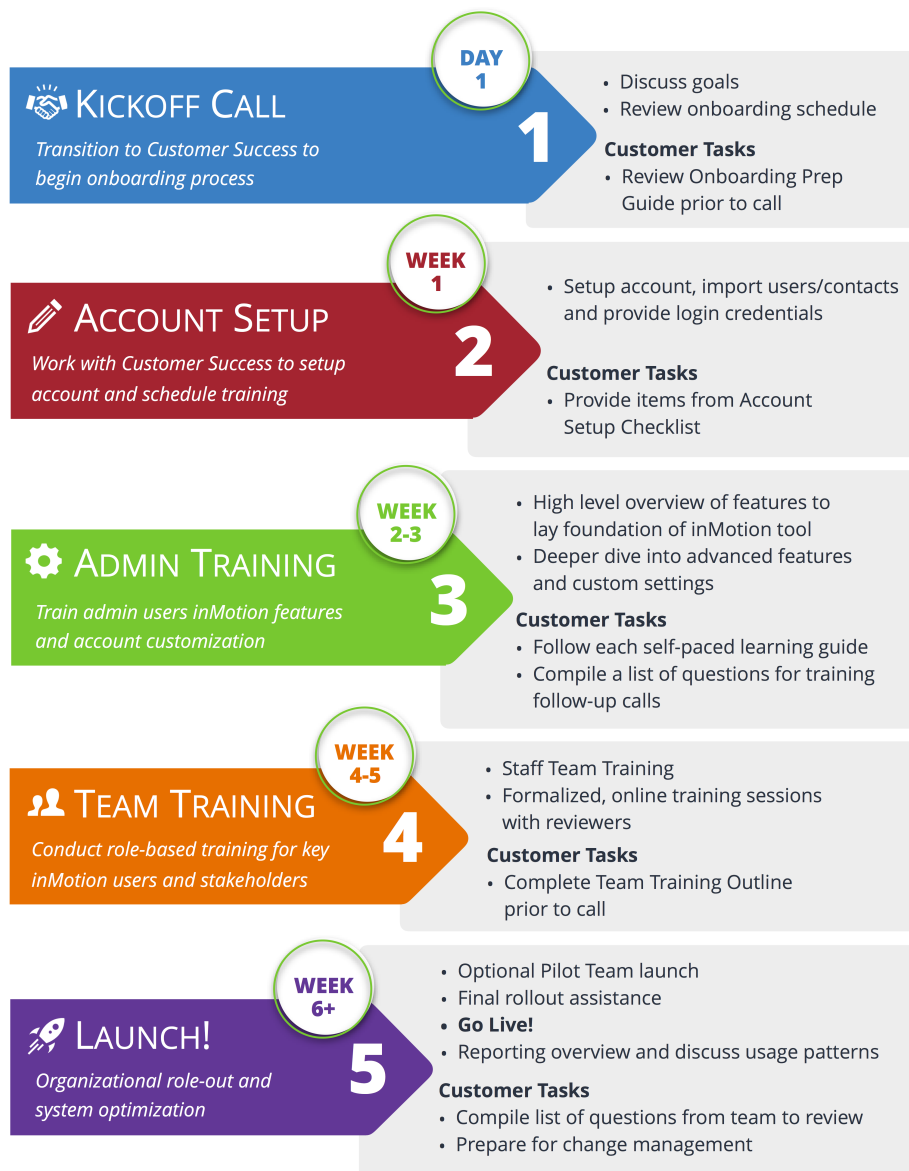 DAY
1
KICKOFF CALL
Transition to Customer Success to
begin onboarding process
1
• Discuss goals
• Review onboarding schedule
Customer Tasks
• Review Onboarding Prep
Guide prior to call
WEEK
1
ACCOUNT SETUP
Work with Customer Success to setup
account and schedule training
2
• Setup account, import users/contacts
and provide login credentials
Customer Tasks
• Provide items from Account
Setup Checklist
WEEK
2-3
ADMIN TRAINING
Train admin users inMotion features
and account customization
3
• High level overview of features to
lay foundation of inMotion tool
• Deeper dive into advanced features
and custom settings
Customer Tasks
• Follow each self-paced learning guide
• Compile a list of questions for training
follow-up calls
WEEK
4-5
TEAM TRAINING
Conduct role-based training for key
inMotion users and stakeholders
4
• Staff Team Training
• Formalized, online training sessions
with reviewers
Customer Tasks
• Complete Team Training Outline
prior to call
WEEK
6+
LAUNCH!
Organizational role-out and
system optimization
5
• Optional Pilot Team launch
• Final rollout assistance
• Go Live!
• Reporting overview and discuss usage patterns
Customer Tasks
• Compile list of questions from team to review
• Prepare for change management